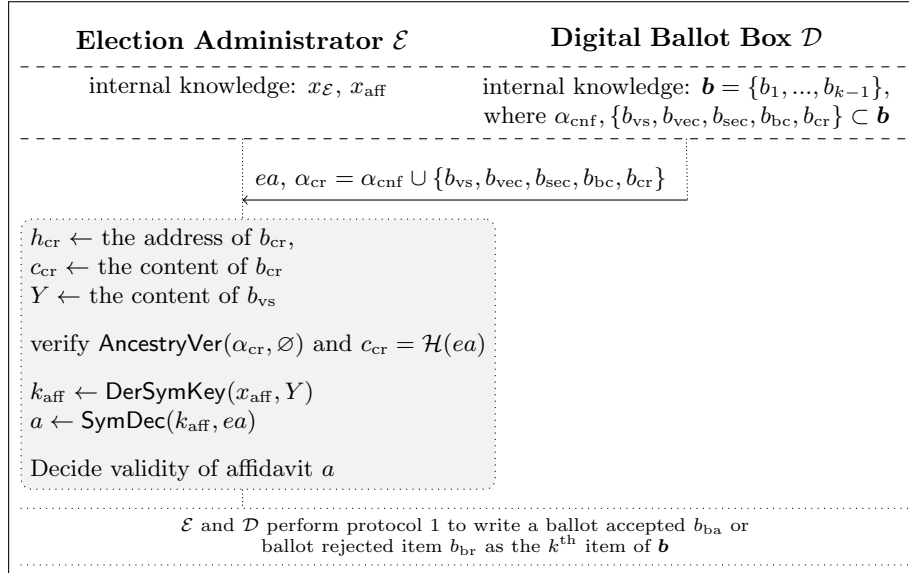 Election Administrator ℰ
Digital Ballot Box 𝒟
internal knowledge: x_ℰ, x_aff
internal knowledge: b = {b_1, ..., b_{k−1}},
where α_cnf, {b_vs, b_vec, b_sec, b_bc, b_cr} ⊂ b
ea, α_cr = α_cnf ∪ {b_vs, b_vec, b_sec, b_bc, b_cr}
h_cr ← the address of b_cr,
c_cr ← the content of b_cr
Y ← the content of b_vs
verify AncestryVer(α_cr, ∅) and c_cr = ℋ(ea)
k_aff ← DerSymKey(x_aff, Y)
a ← SymDec(k_aff, ea)
Decide validity of affidavit a
ℰ and 𝒟 perform protocol 1 to write a ballot accepted b_ba or
ballot rejected item b_br as the k^th item of b